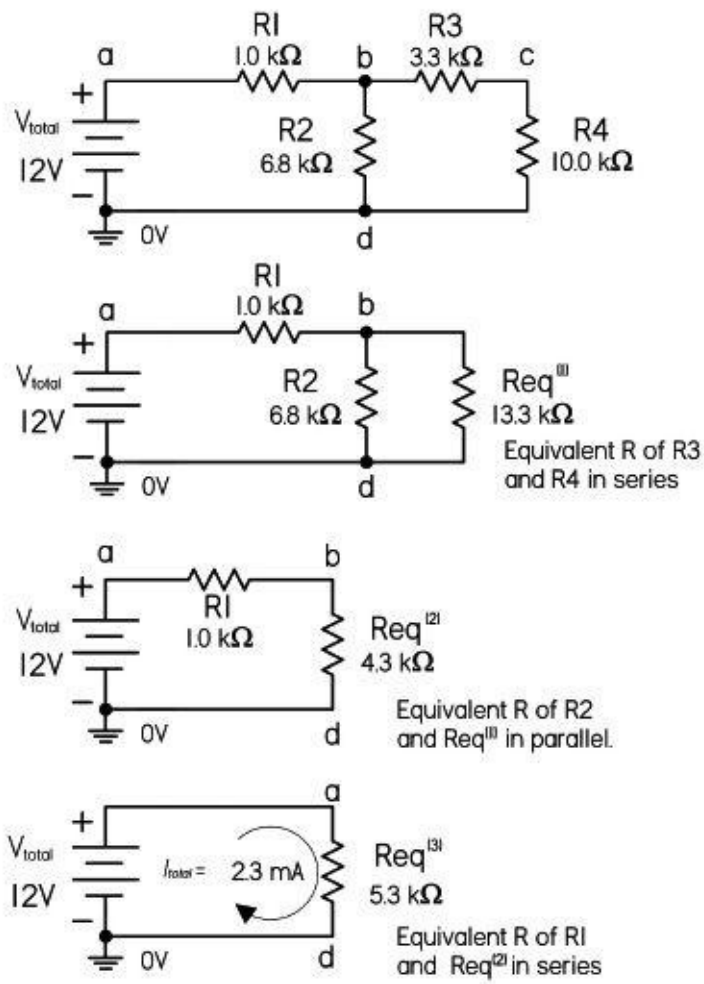 a
R1
1.0 kΩ
b
R3
3.3 kΩ
c
+
Vtotal
12V
−
R2
6.8 kΩ
R4
10.0 kΩ
0V
d
a
R1
1.0 kΩ
b
+
Vtotal
12V
−
R2
6.8 kΩ
Req[1]
13.3 kΩ
Equivalent R of R3
and R4 in series
0V
d
a
b
+
R1
1.0 kΩ
Vtotal
12V
−
Req[2]
4.3 kΩ
0V
d
Equivalent R of R2
and Req[1] in parallel.
a
+
Vtotal
12V
−
Itotal = 2.3 mA
Req[3]
5.3 kΩ
0V
d
Equivalent R of R1
and Req[2] in series